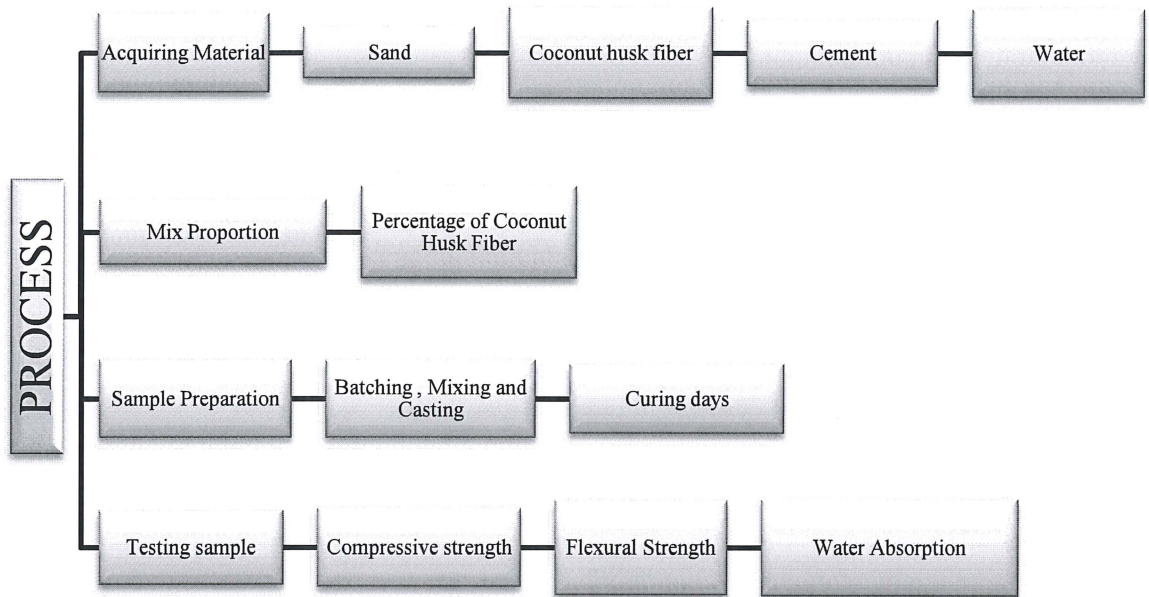 PROCESS
Acquiring Material
Sand
Coconut husk fiber
Cement
Water
Mix Proportion
Percentage of Coconut
Husk Fiber
Sample Preparation
Batching , Mixing and
Casting
Curing days
Testing sample
Compressive strength
Flexural Strength
Water Absorption